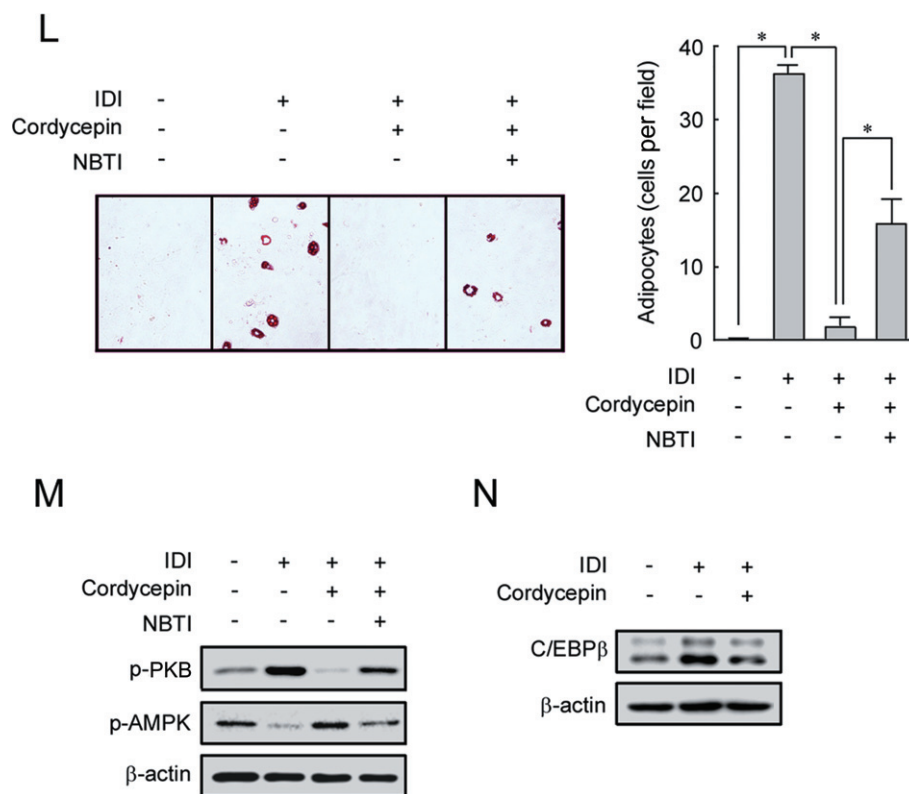 L
IDI - + + +
Cordycepin - - + +
NBTI - - - +
* * *
Adipocytes (cells per field)
40
30
20
10
0
IDI - + + +
Cordycepin - - + +
NBTI - - - +
M
IDI - + + +
Cordycepin - - + +
NBTI - - - +
p-PKB
p-AMPK
β-actin
N
IDI - + +
Cordycepin - - +
C/EBPβ
β-actin